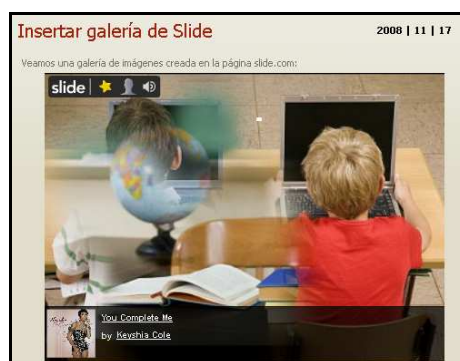 Insertar galería de Slide
2008 | 11 | 17
Veamos una galería de imágenes creada en la página slide.com:
slide
You Complete Me
by Keyshia Cole